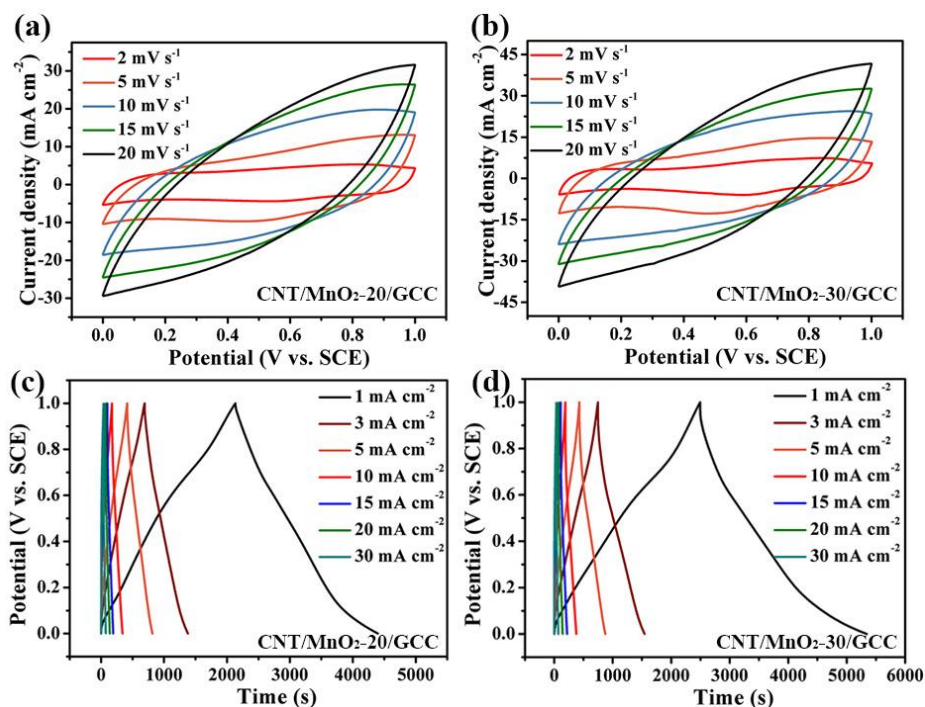 (a)
2 mV s⁻¹
5 mV s⁻¹
10 mV s⁻¹
15 mV s⁻¹
20 mV s⁻¹
30
20
10
0
-10
-20
-30
Current density (mA cm⁻²)
CNT/MnO₂-20/GCC
0.0 0.2 0.4 0.6 0.8 1.0
Potential (V vs. SCE)
(b)
2 mV s⁻¹
5 mV s⁻¹
10 mV s⁻¹
15 mV s⁻¹
20 mV s⁻¹
45
30
15
0
-15
-30
-45
Current density (mA cm⁻²)
CNT/MnO₂-30/GCC
0.0 0.2 0.4 0.6 0.8 1.0
Potential (V vs. SCE)
(c)
1 mA cm⁻²
3 mA cm⁻²
5 mA cm⁻²
10 mA cm⁻²
15 mA cm⁻²
20 mA cm⁻²
30 mA cm⁻²
1.0
0.8
0.6
0.4
0.2
0.0
Potential (V vs. SCE)
CNT/MnO₂-20/GCC
0 1000 2000 3000 4000 5000
Time (s)
(d)
1 mA cm⁻²
3 mA cm⁻²
5 mA cm⁻²
10 mA cm⁻²
15 mA cm⁻²
20 mA cm⁻²
30 mA cm⁻²
1.0
0.8
0.6
0.4
0.2
0.0
Potential (V vs. SCE)
CNT/MnO₂-30/GCC
0 1000 2000 3000 4000 5000 6000
Time (s)